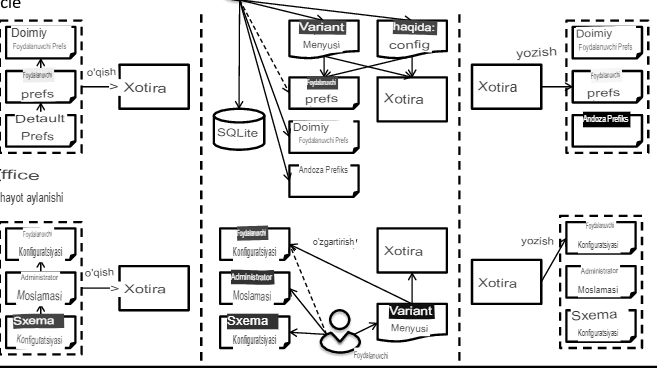 cle
Doimiy
Foydalanuvchi Prefs
Foydalanuvchi
prefs
Detault
Prefs
o'qish
Xotira
Variant
Menyusi
haqida:
config
Foydalanuvchi
prefs
Xotira
SQLite
Doimiy
Foydalanuvchi Prefs
Andoza Prefiks
yozish
Xotira
Doimiy
Foydalanuvchi Prefs
Foydalanuvchi
prefs
Andoza Prefiks
ffice
hayot aylanishi
Foydalanuvchi
Konfiguratsiyasi
Administrator
Moslamasi
Sxema
Konfigutatsiyasi
o'qish
Xotira
Foydalanuvchi
Konfiguratsiyasi
Administrator
Moslamasi
Sxema
Konfiguratsiyasi
o'zgartirish'
Xotira
Variant
Menyusi
Foydalanuvchi
yozish
Xotira
Foydalanuvchi
Konfiguratsiyasi
Administrator
Moslamasi
Sxema
Konfiguratsiyasi